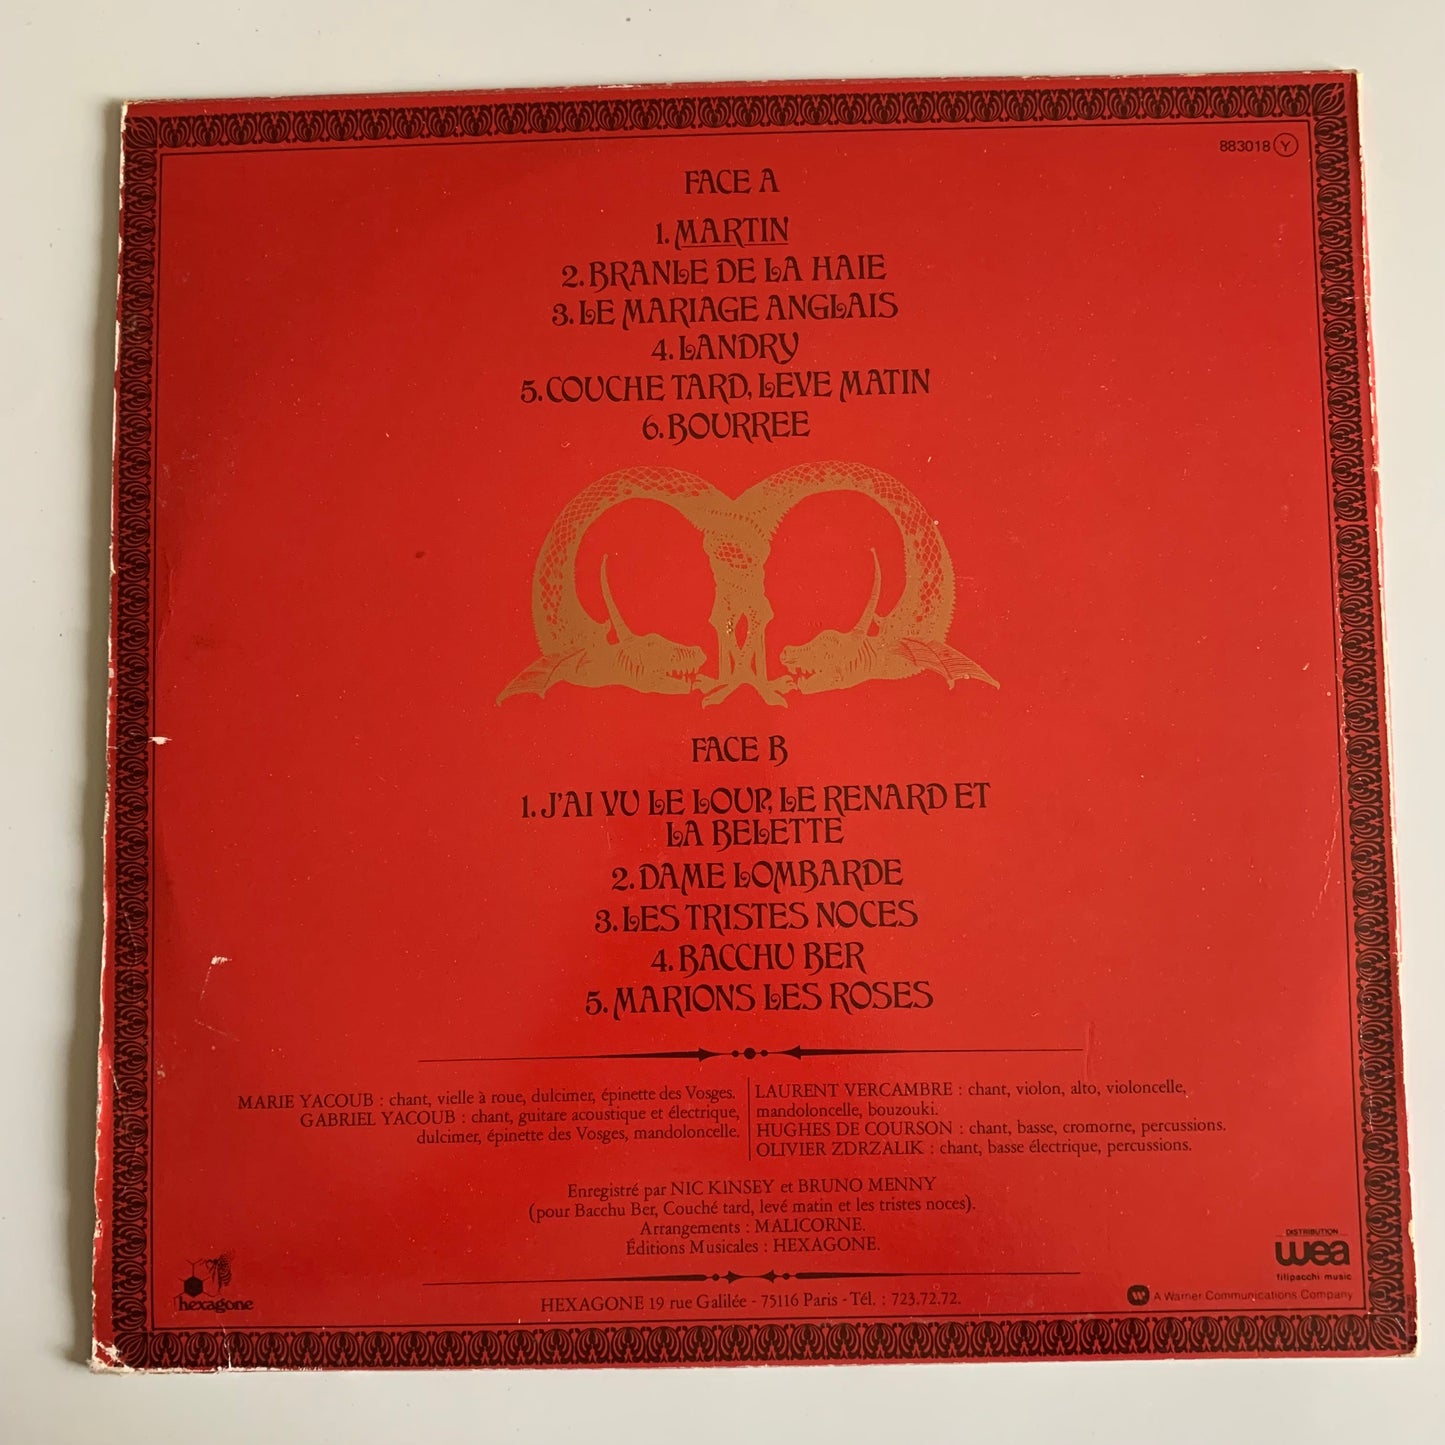 883018 Y
FACE A
1. MARTIN
2. BRANLE DE LA HAIE
3. LE MARIAGE ANGLAIS
4. LANDRY
5. COUCHE TARD, LEVE MATIN
6. BOURREE
FACE B
1. J'AI VU LE LOUP, LE RENARD ET
LA BELETTE
2. DAME LOMBARDE
3. LES TRISTES NOCES
4. BACCHU BER
5. MARIONS LES ROSES
MARIE YACOUB : chant, vielle à roue, dulcimer, épinette des Vosges.
GABRIEL YACOUB : chant, guitare acoustique et électrique,
dulcimer, épinette des Vosges, mandoloncelle.
LAURENT VERCAMBRE : chant, violon, alto, violoncelle,
mandoloncelle, bouzouki.
HUGHES DE COURSON : chant, basse, cromorne, percussions.
OLIVIER ZDRZALIK : chant, basse électrique, percussions.
Enregistré par NIC KINSEY et BRUNO MENNY
(pour Bacchu Ber, Couché tard, levé matin et les tristes noces).
Arrangements : MALICORNE.
Éditions Musicales : HEXAGONE.
hexagone
HEXAGONE 19 rue Galilée - 75116 Paris - Tél. : 723.72.72.
DISTRIBUTION
wea
filipacchi music
A Warner Communications Company